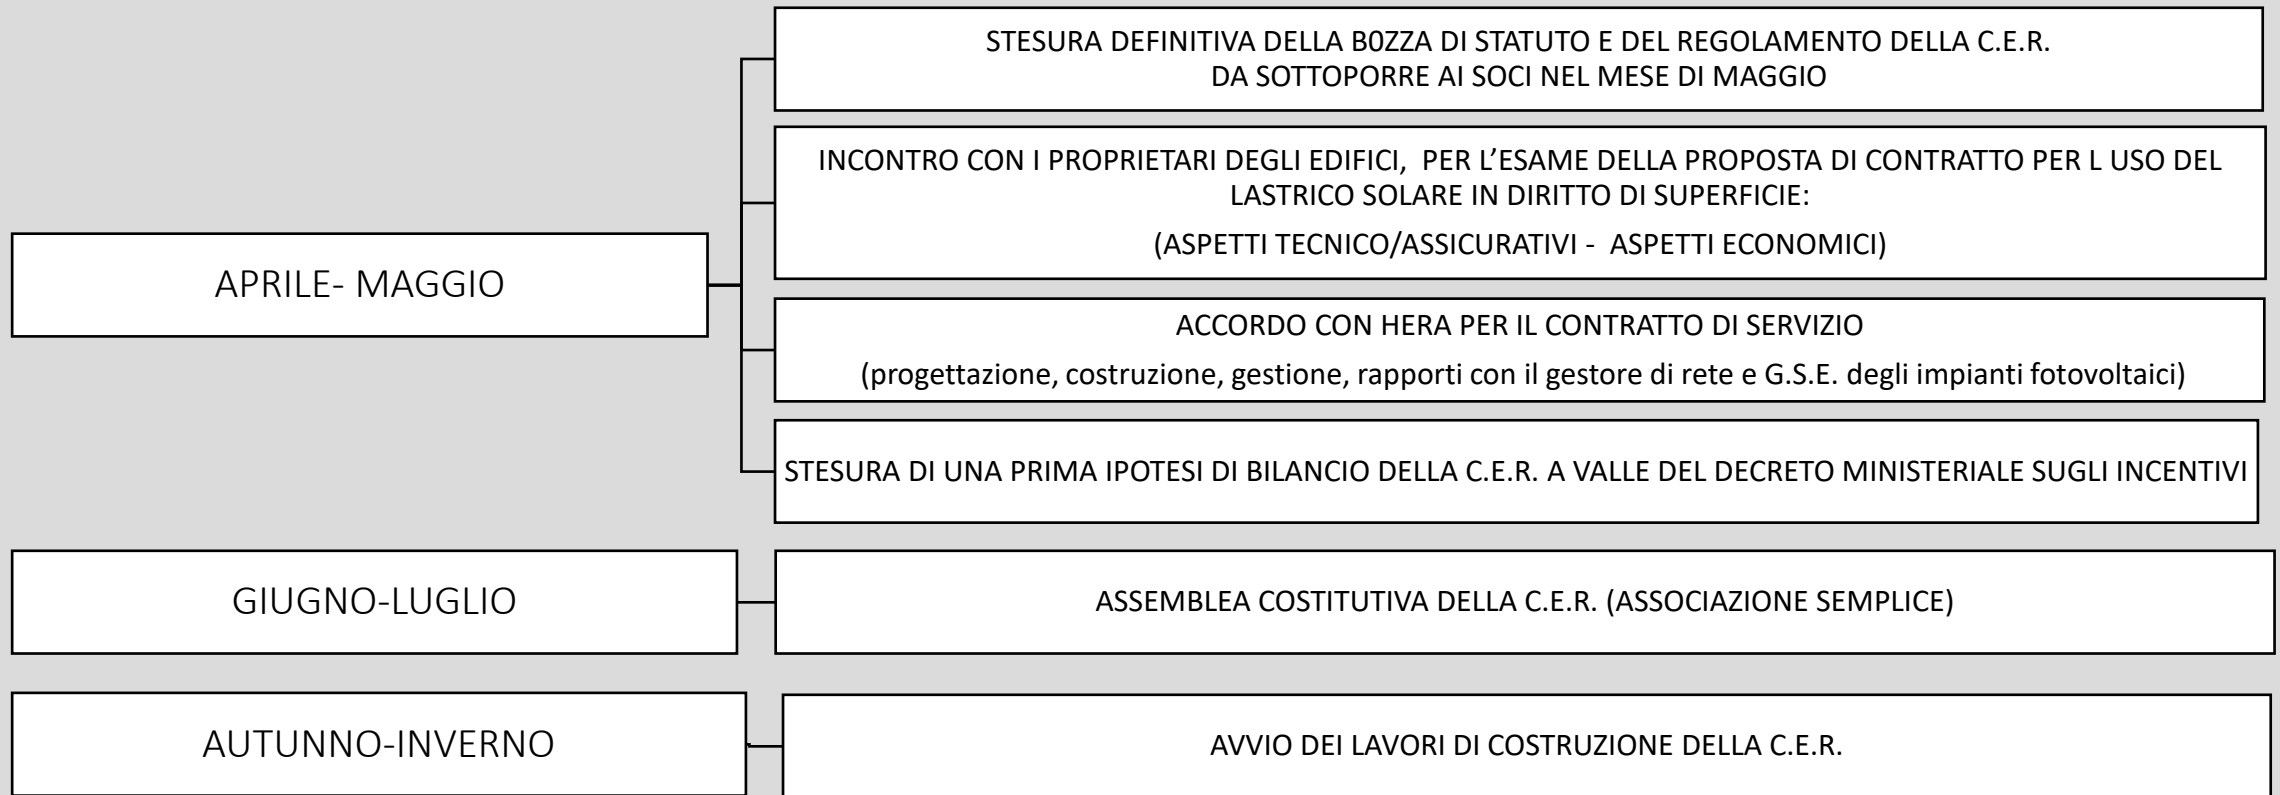 STESURA DEFINITIVA DELLA B0ZZA DI STATUTO E DEL REGOLAMENTO DELLA C.E.R.
DA SOTTOPORRE AI SOCI NEL MESE DI MAGGIO
INCONTRO CON I PROPRIETARI DEGLI EDIFICI, PER L’ESAME DELLA PROPOSTA DI CONTRATTO PER L USO DEL
LASTRICO SOLARE IN DIRITTO DI SUPERFICIE:
(ASPETTI TECNICO/ASSICURATIVI - ASPETTI ECONOMICI)
APRILE- MAGGIO
ACCORDO CON HERA PER IL CONTRATTO DI SERVIZIO
(progettazione, costruzione, gestione, rapporti con il gestore di rete e G.S.E. degli impianti fotovoltaici)
STESURA DI UNA PRIMA IPOTESI DI BILANCIO DELLA C.E.R. A VALLE DEL DECRETO MINISTERIALE SUGLI INCENTIVI
GIUGNO-LUGLIO
ASSEMBLEA COSTITUTIVA DELLA C.E.R. (ASSOCIAZIONE SEMPLICE)
AUTUNNO-INVERNO
AVVIO DEI LAVORI DI COSTRUZIONE DELLA C.E.R.